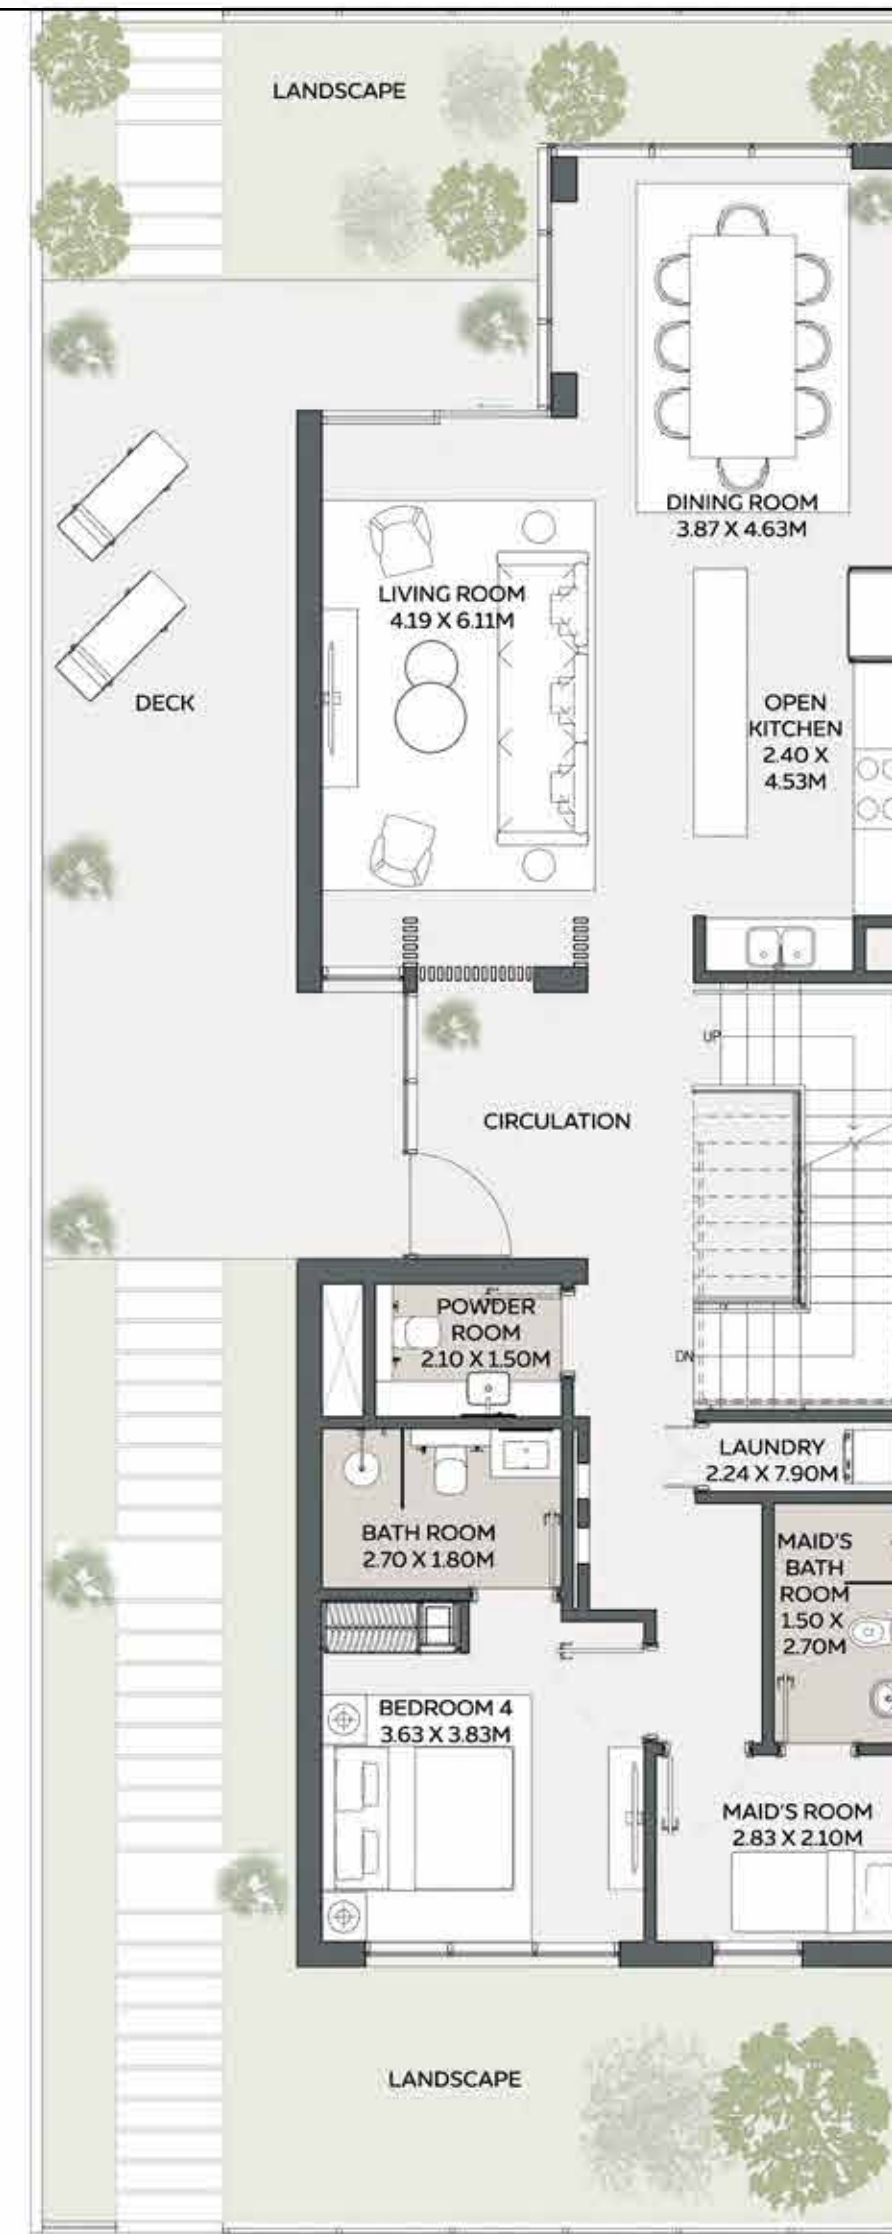 LANDSCAPE
DINING ROOM
3.87 X 4.63M
LIVING ROOM
4.19 X 6.11M
DECK
OPEN
KITCHEN
2.40 X
4.53M
UP
CIRCULATION
POWDER
ROOM
2.10 X 1.50M
DN
LAUNDRY
2.24 X 7.90M
BATH ROOM
2.70 X 1.80M
MAID'S
BATH
ROOM
1.50 X
2.70M
BEDROOM 4
3.63 X 3.83M
MAID'S ROOM
2.83 X 2.10M
LANDSCAPE